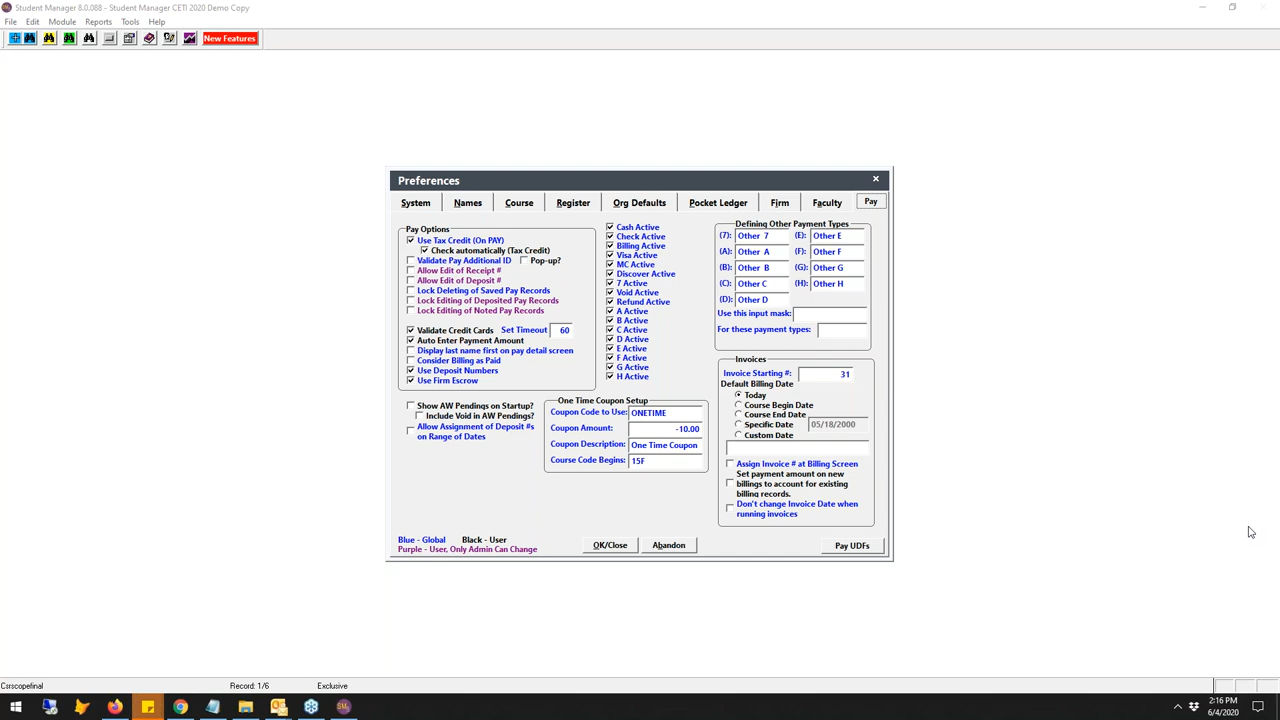 Student Manager 8.0.088 - Student Manager CETI 2020 Demo Copy
File Edit Module Reports Tools Help
New Features
Preferences
System Names Course Register Org Defaults Pocket Ledger Firm Faculty Pay
Pay Options
Use Tax Credit (On PAY)
Check automatically (Tax Credit)
Validate Pay Additional ID Pop-up?
Allow Edit of Receipt #
Allow Edit of Deposit #
Lock Deleting of Saved Pay Records
Lock Editing of Deposited Pay Records
Lock Editing of Noted Pay Records
Validate Credit Cards Set Timeout 60
Auto Enter Payment Amount
Display last name first on pay detail screen
Consider Billing as Paid
Use Deposit Numbers
Use Firm Escrow
Show AW Pendings on Startup?
Include Void in AW Pendings?
Allow Assignment of Deposit #s
on Range of Dates
Cash Active
Check Active
Billing Active
Visa Active
MC Active
Discover Active
7 Active
Void Active
Refund Active
A Active
B Active
C Active
D Active
E Active
F Active
G Active
H Active
One Time Coupon Setup
Coupon Code to Use: ONETIME
Coupon Amount: -10.00
Coupon Description: One Time Coupon
Course Code Begins: 15F
Defining Other Payment Types
(7): Other 7 (E): Other E
(A): Other A (F): Other F
(B): Other B (G): Other G
(C): Other C (H): Other H
(D): Other D
Use this input mask:
For these payment types:
Invoices
Invoice Starting #: 31
Default Billing Date
Today
Course Begin Date
Course End Date
Specific Date 05/18/2000
Custom Date
Assign Invoice # at Billing Screen
Set payment amount on new
billings to account for existing
billing records.
Don't change Invoice Date when
running invoices
Blue - Global Black - User
Purple - User, Only Admin Can Change
OK/Close Abandon Pay UDFs
Csrscopefinal Record: 1/6 Exclusive
2:16 PM
6/4/2020